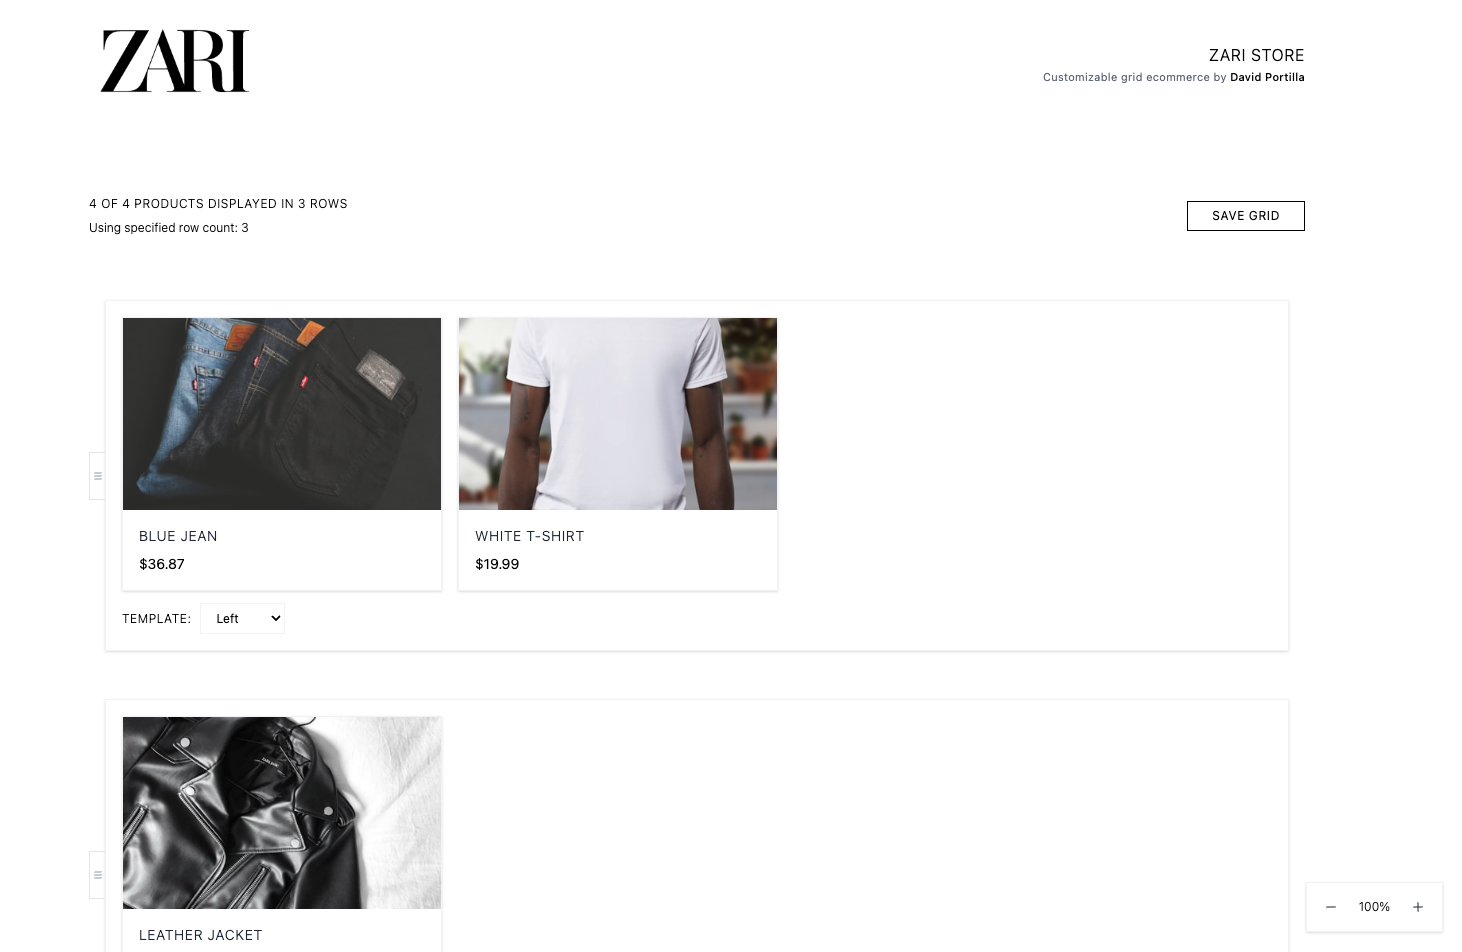 ZARI
ZARI STORE
Customizable grid ecommerce by David Portilla
4 OF 4 PRODUCTS DISPLAYED IN 3 ROWS
Using specified row count: 3
SAVE GRID
BLUE JEAN
$36.87
WHITE T-SHIRT
$19.99
TEMPLATE: Left
LEATHER JACKET
100%